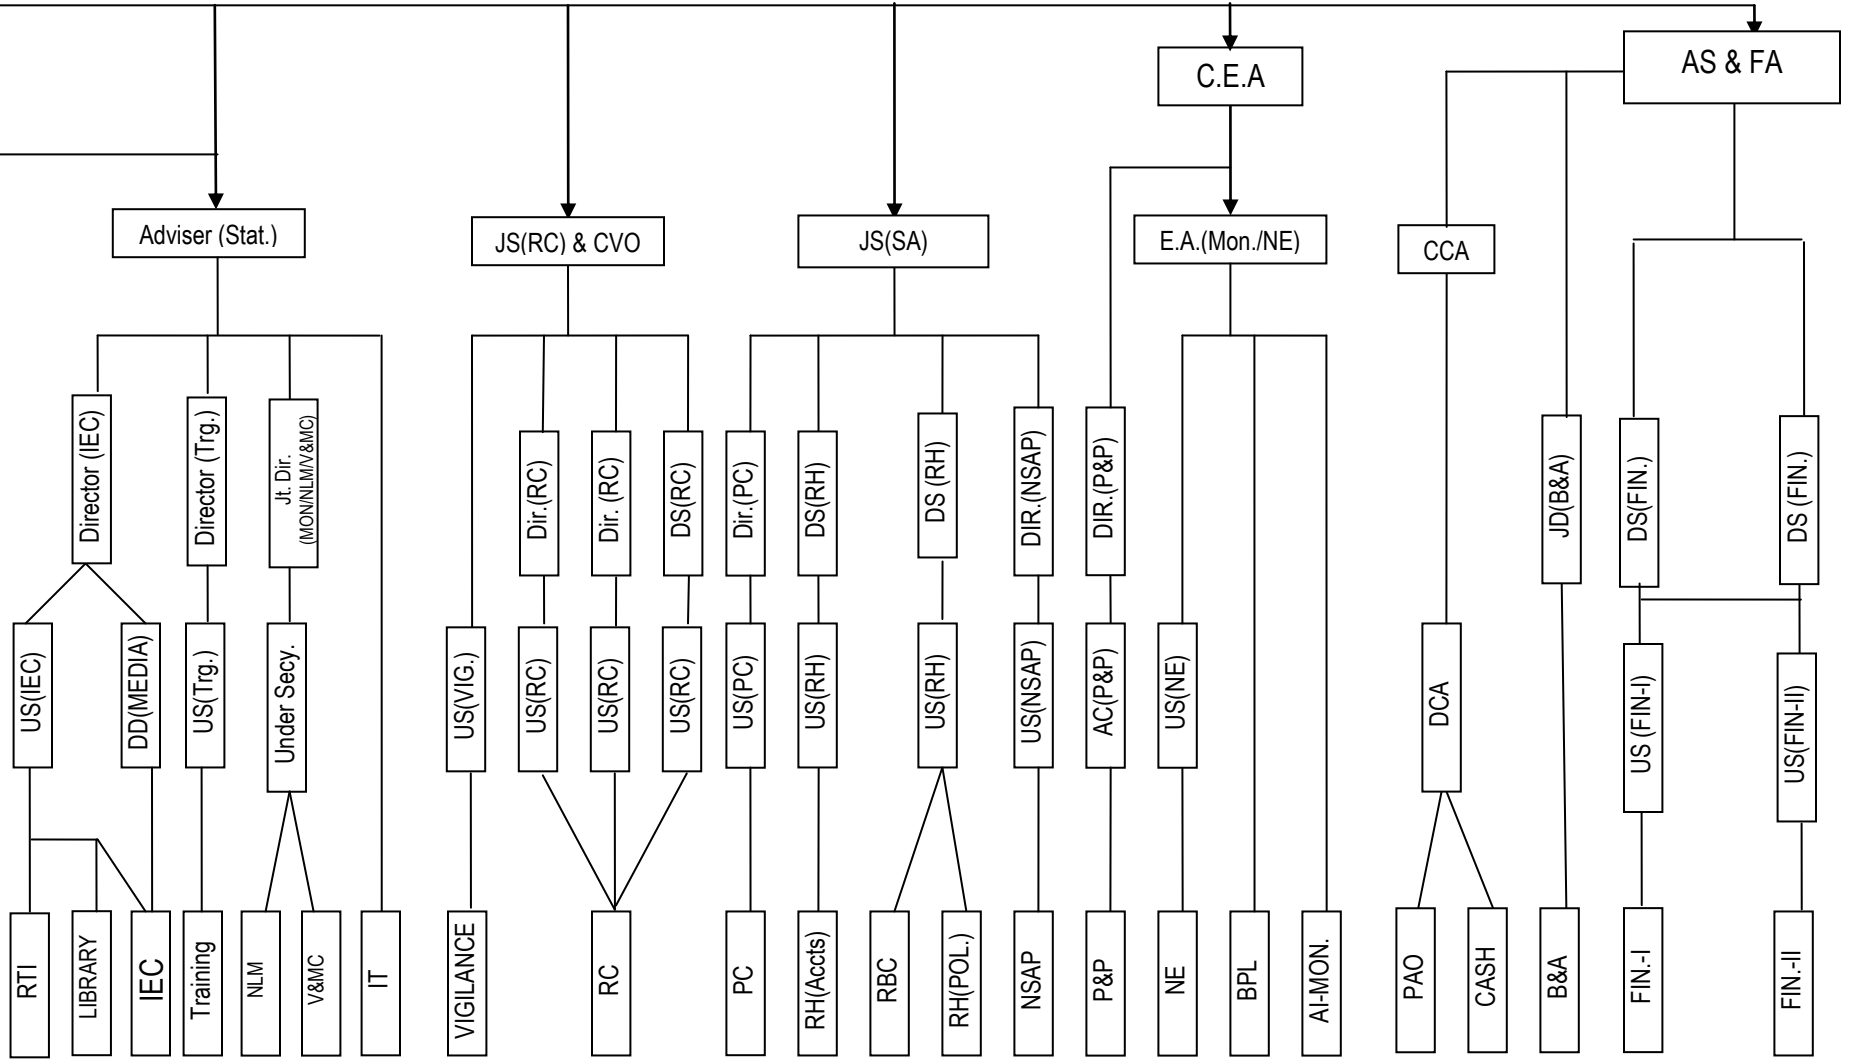 C.E.A
AS & FA
Adviser (Stat.)
JS(RC) & CVO
JS(SA)
E.A.(Mon./NE)
CCA
Director (IEC)
Director (Trg.)
Jt. Dir.
(MON/NLM/V&MC)
Dir.(RC)
Dir. (RC)
DS(RC)
Dir.(PC)
DS(RH)
DS (RH)
DIR.(NSAP)
DIR.(P&P)
JD(B&A)
DS(FIN.)
DS (FIN.)
US(IEC)
DD(MEDIA)
US(Trg.)
Under Secy.
US(VIG.)
US(RC)
US(RC)
US(RC)
US(PC)
US(RH)
US(RH)
US(NSAP)
AC(P&P)
US(NE)
DCA
US (FIN-I)
US(FIN-II)
RTI
LIBRARY
IEC
Training
NLM
V&MC
IT
VIGILANCE
RC
PC
RH(Accts)
RBC
RH(POL.)
NSAP
P&P
NE
BPL
AI-MON.
PAO
CASH
B&A
FIN.-I
FIN.-II